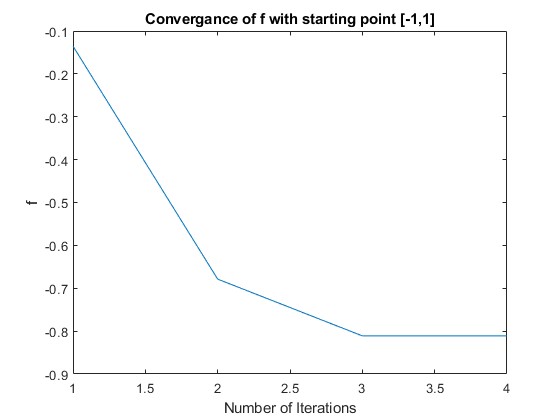 Convergance of f with starting point [-1,1]
-0.1
-0.2
-0.3
-0.4
-0.5
-0.6
-0.7
-0.8
-0.9
f
1 1.5 2 2.5 3 3.5 4
Number of Iterations